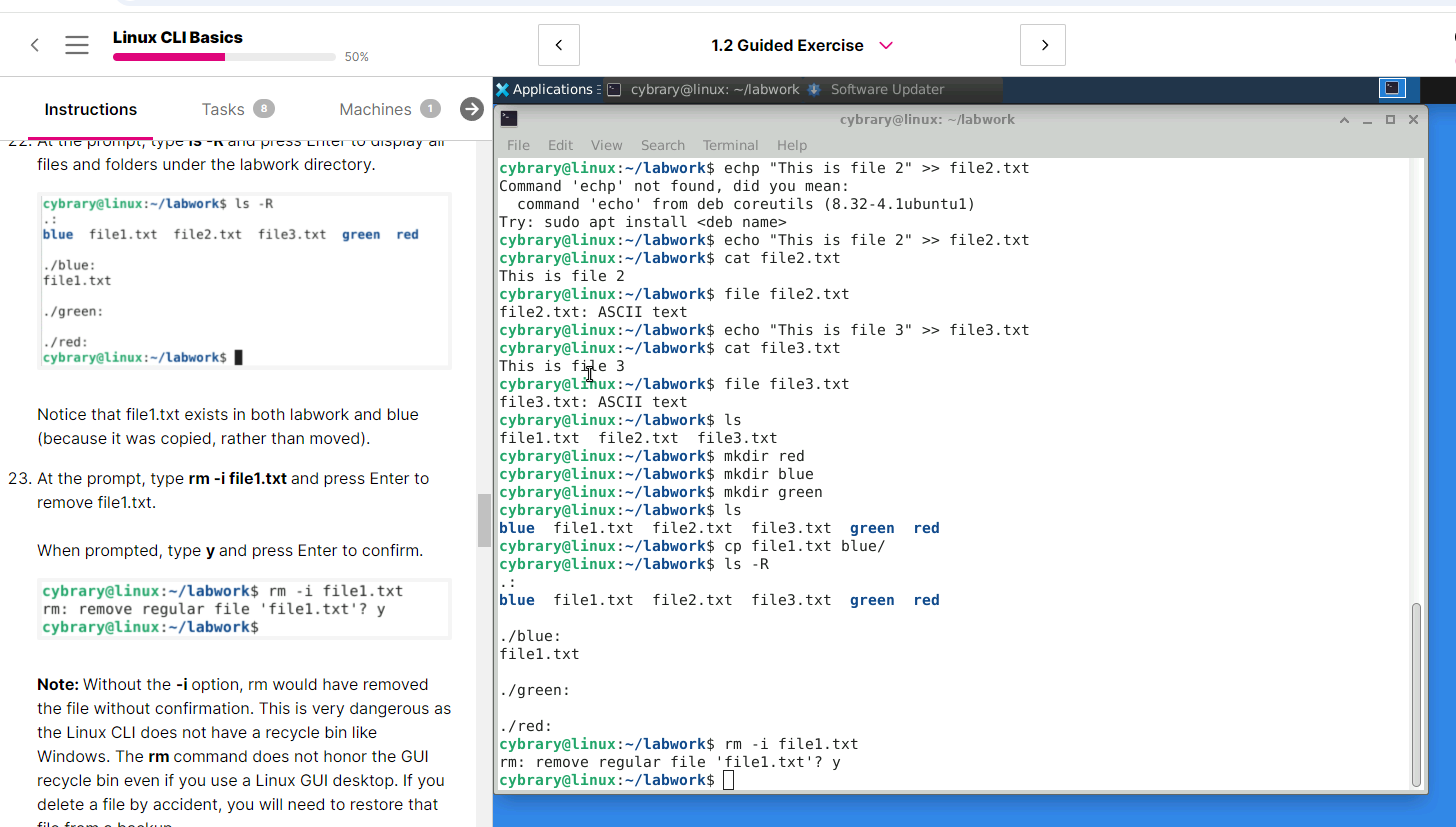 Linux CLI Basics
50%
1.2 Guided Exercise
Instructions
Tasks 8
Machines 1
22. At the prompt, type ls -R and press Enter to display all
files and folders under the labwork directory.
cybrary@linux:~/labwork$ ls -R
.:
blue file1.txt file2.txt file3.txt green red
./blue:
file1.txt
./green:
./red:
cybrary@linux:~/labwork$
Notice that file1.txt exists in both labwork and blue
(because it was copied, rather than moved).
23. At the prompt, type rm -i file1.txt and press Enter to
remove file1.txt.
When prompted, type y and press Enter to confirm.
cybrary@linux:~/labwork$ rm -i file1.txt
rm: remove regular file 'file1.txt'? y
cybrary@linux:~/labwork$
Note: Without the -i option, rm would have removed
the file without confirmation. This is very dangerous as
the Linux CLI does not have a recycle bin like
Windows. The rm command does not honor the GUI
recycle bin even if you use a Linux GUI desktop. If you
delete a file by accident, you will need to restore that
file from a backup.
Applications
cybrary@linux: ~/labwork
Software Updater
cybrary@linux: ~/labwork
File Edit View Search Terminal Help
cybrary@linux:~/labwork$ echp "This is file 2" >> file2.txt
Command 'echp' not found, did you mean:
command 'echo' from deb coreutils (8.32-4.1ubuntu1)
Try: sudo apt install <deb name>
cybrary@linux:~/labwork$ echo "This is file 2" >> file2.txt
cybrary@linux:~/labwork$ cat file2.txt
This is file 2
cybrary@linux:~/labwork$ file file2.txt
file2.txt: ASCII text
cybrary@linux:~/labwork$ echo "This is file 3" >> file3.txt
cybrary@linux:~/labwork$ cat file3.txt
This is file 3
cybrary@linux:~/labwork$ file file3.txt
file3.txt: ASCII text
cybrary@linux:~/labwork$ ls
file1.txt file2.txt file3.txt
cybrary@linux:~/labwork$ mkdir red
cybrary@linux:~/labwork$ mkdir blue
cybrary@linux:~/labwork$ mkdir green
cybrary@linux:~/labwork$ ls
blue file1.txt file2.txt file3.txt green red
cybrary@linux:~/labwork$ cp file1.txt blue/
cybrary@linux:~/labwork$ ls -R
.:
blue file1.txt file2.txt file3.txt green red
./blue:
file1.txt
./green:
./red:
cybrary@linux:~/labwork$ rm -i file1.txt
rm: remove regular file 'file1.txt'? y
cybrary@linux:~/labwork$